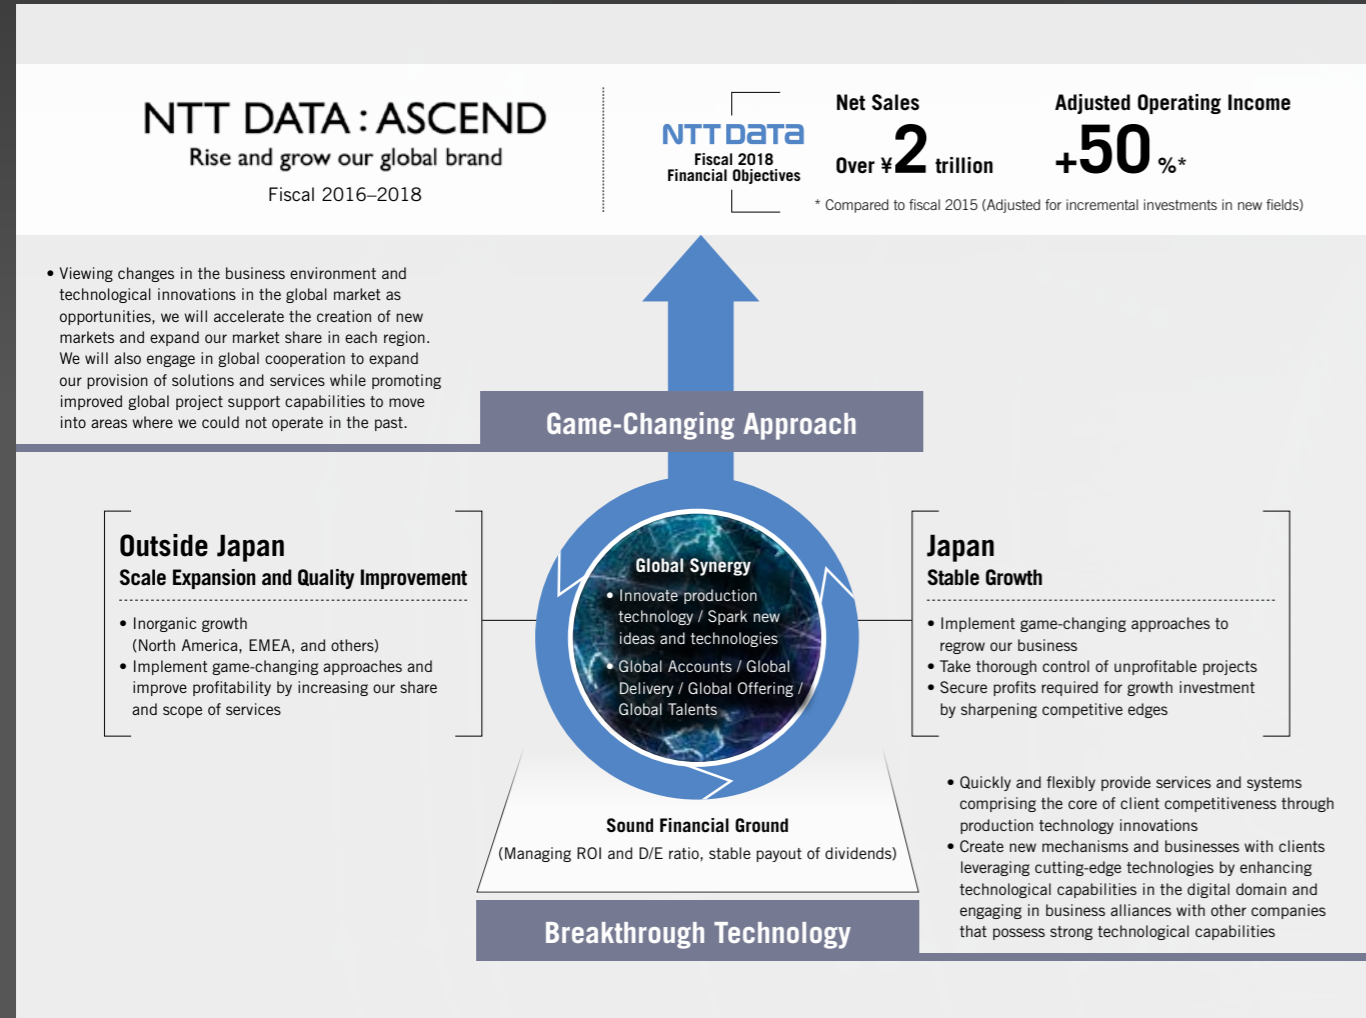 NTT DATA : ASCEND
Rise and grow our global brand
Fiscal 2016–2018
NTT DATA
Fiscal 2018
Financial Objectives
Net Sales
Over ¥2 trillion
Adjusted Operating Income
+50%*
* Compared to fiscal 2015 (Adjusted for incremental investments in new fields)
• Viewing changes in the business environment and
technological innovations in the global market as
opportunities, we will accelerate the creation of new
markets and expand our market share in each region.
We will also engage in global cooperation to expand
our provision of solutions and services while promoting
improved global project support capabilities to move
into areas where we could not operate in the past.
Game-Changing Approach
Outside Japan
Scale Expansion and Quality Improvement
• Inorganic growth
(North America, EMEA, and others)
• Implement game-changing approaches and
improve profitability by increasing our share
and scope of services
Global Synergy
• Innovate production
technology / Spark new
ideas and technologies
• Global Accounts / Global
Delivery / Global Offering /
Global Talents
Japan
Stable Growth
• Implement game-changing approaches to
regrow our business
• Take thorough control of unprofitable projects
• Secure profits required for growth investment
by sharpening competitive edges
Sound Financial Ground
(Managing ROI and D/E ratio, stable payout of dividends)
Breakthrough Technology
• Quickly and flexibly provide services and systems
comprising the core of client competitiveness through
production technology innovations
• Create new mechanisms and businesses with clients
leveraging cutting-edge technologies by enhancing
technological capabilities in the digital domain and
engaging in business alliances with other companies
that possess strong technological capabilities